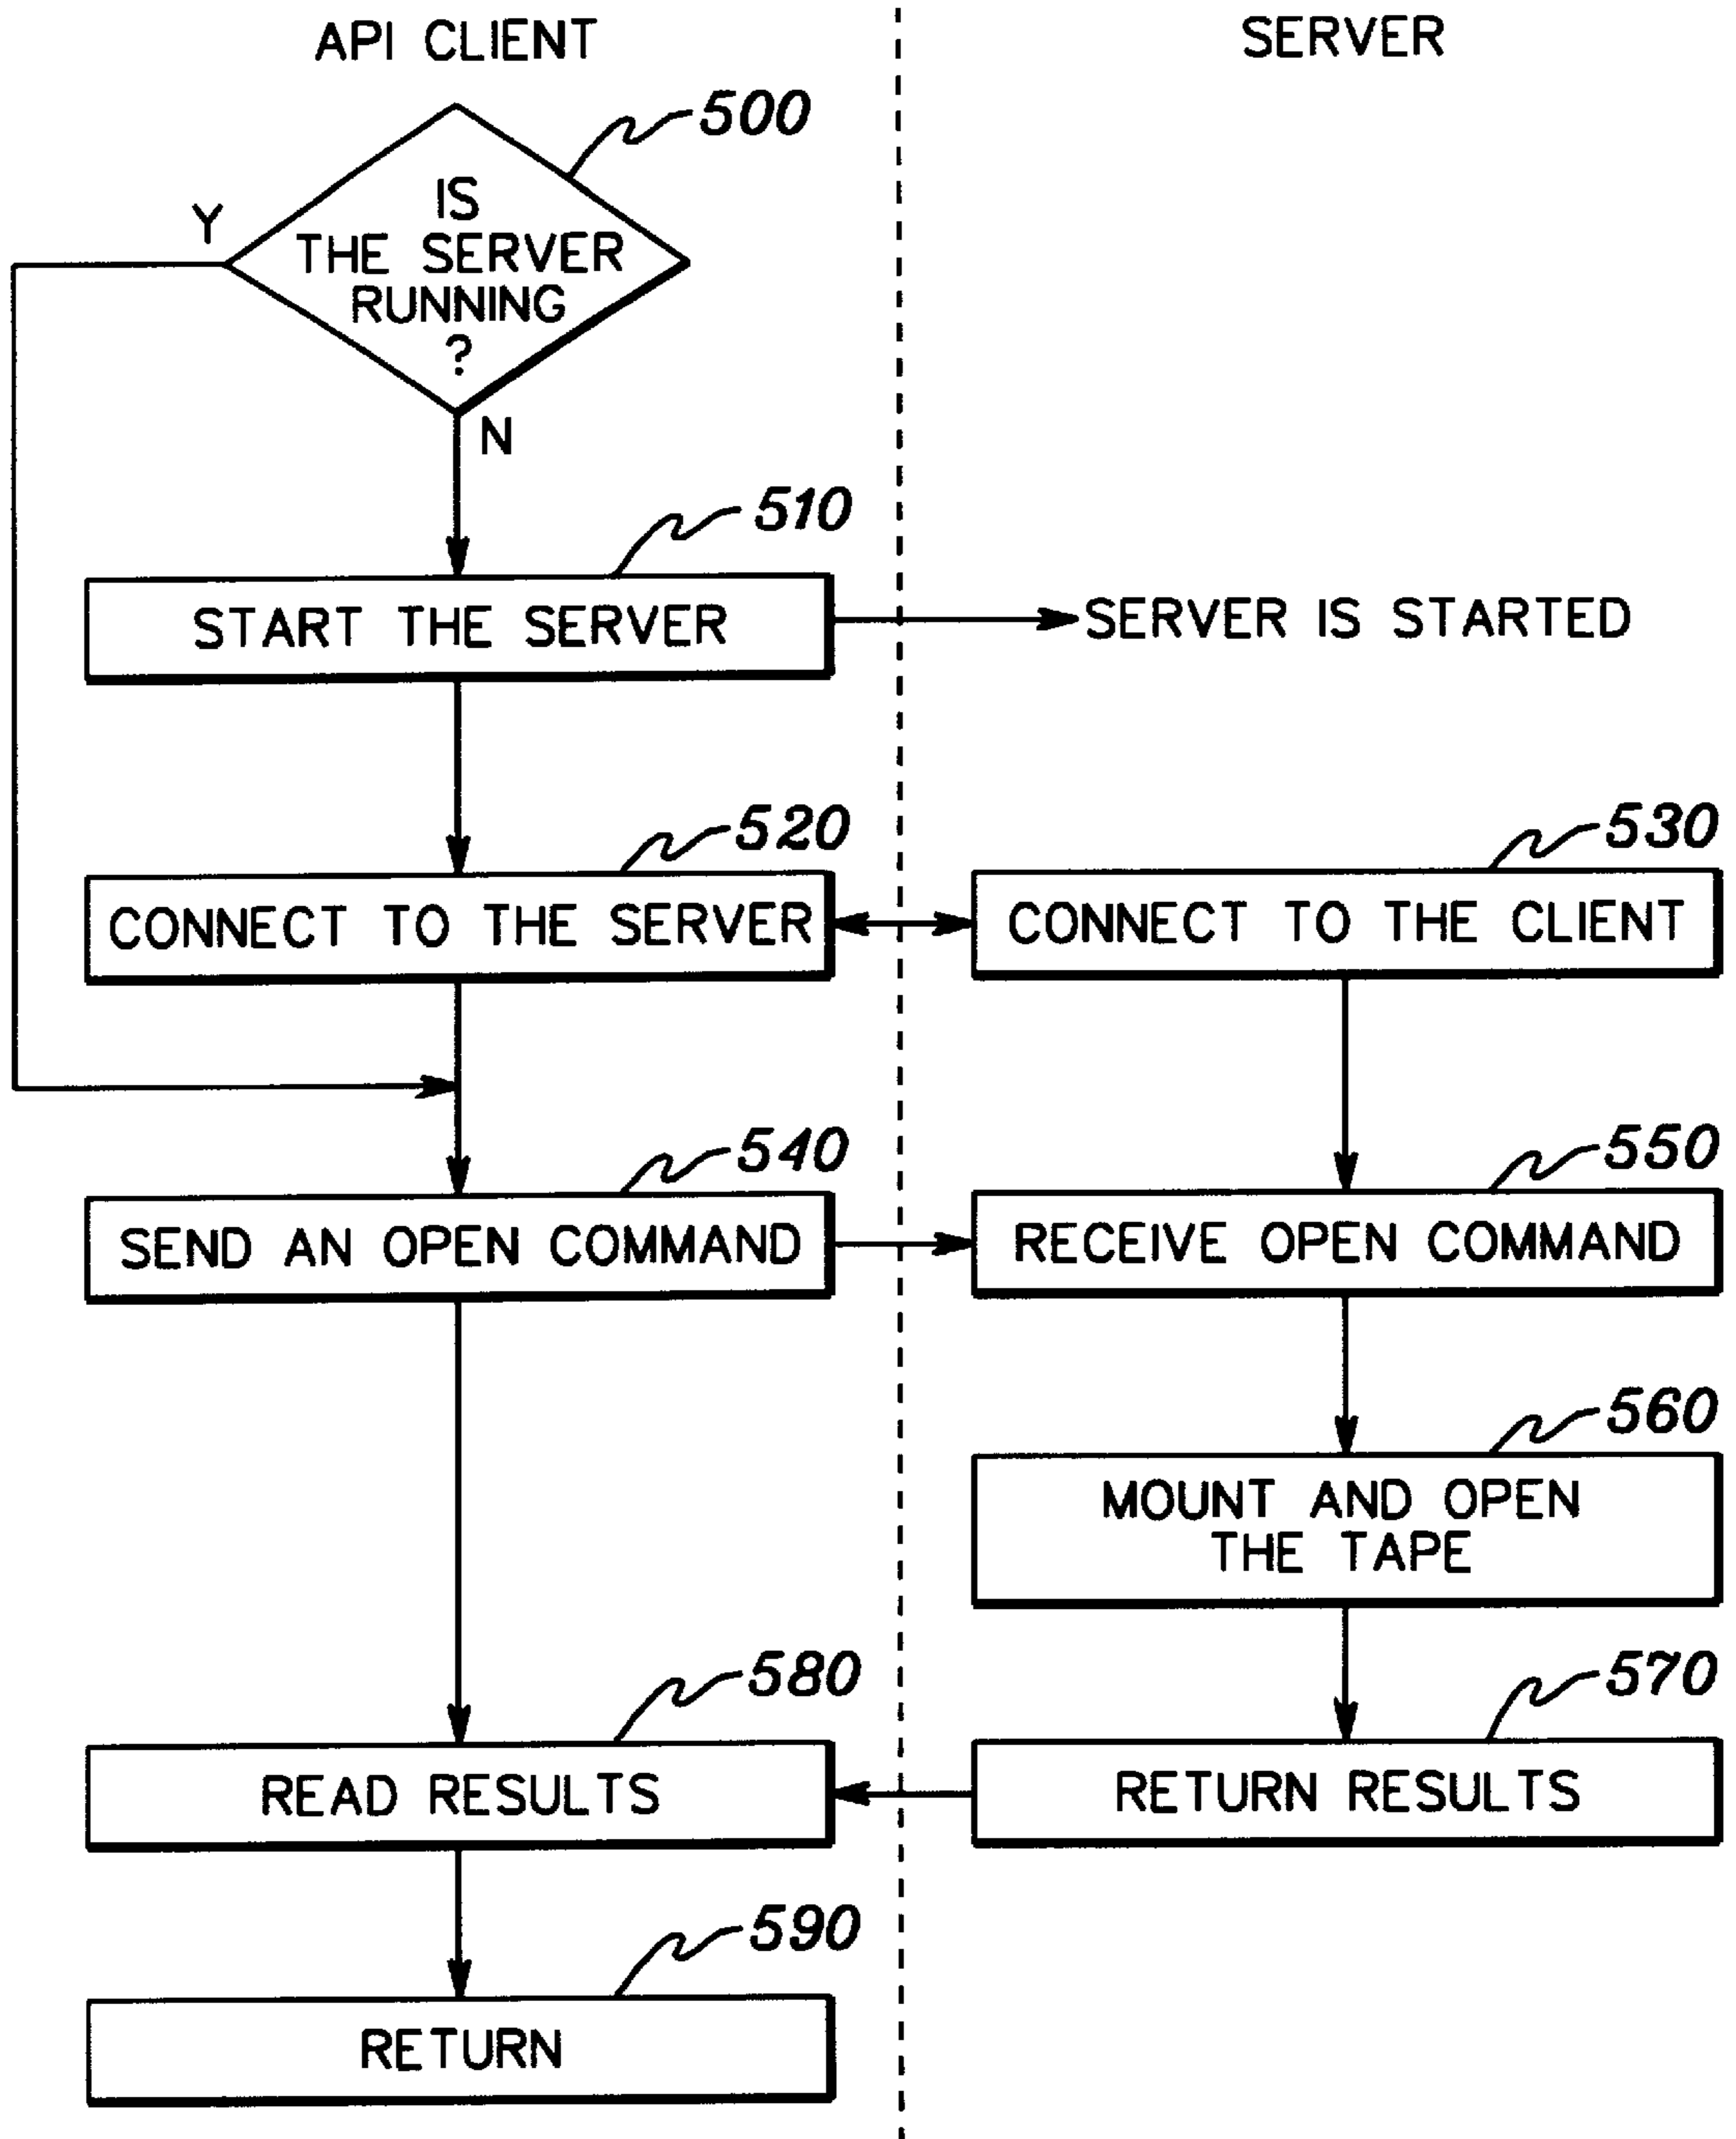 API CLIENT
SERVER
500
Y
IS
THE SERVER
RUNNING
?
N
510
START THE SERVER
SERVER IS STARTED
520
530
CONNECT TO THE SERVER
CONNECT TO THE CLIENT
540
550
SEND AN OPEN COMMAND
RECEIVE OPEN COMMAND
560
MOUNT AND OPEN
THE TAPE
580
570
READ RESULTS
RETURN RESULTS
590
RETURN